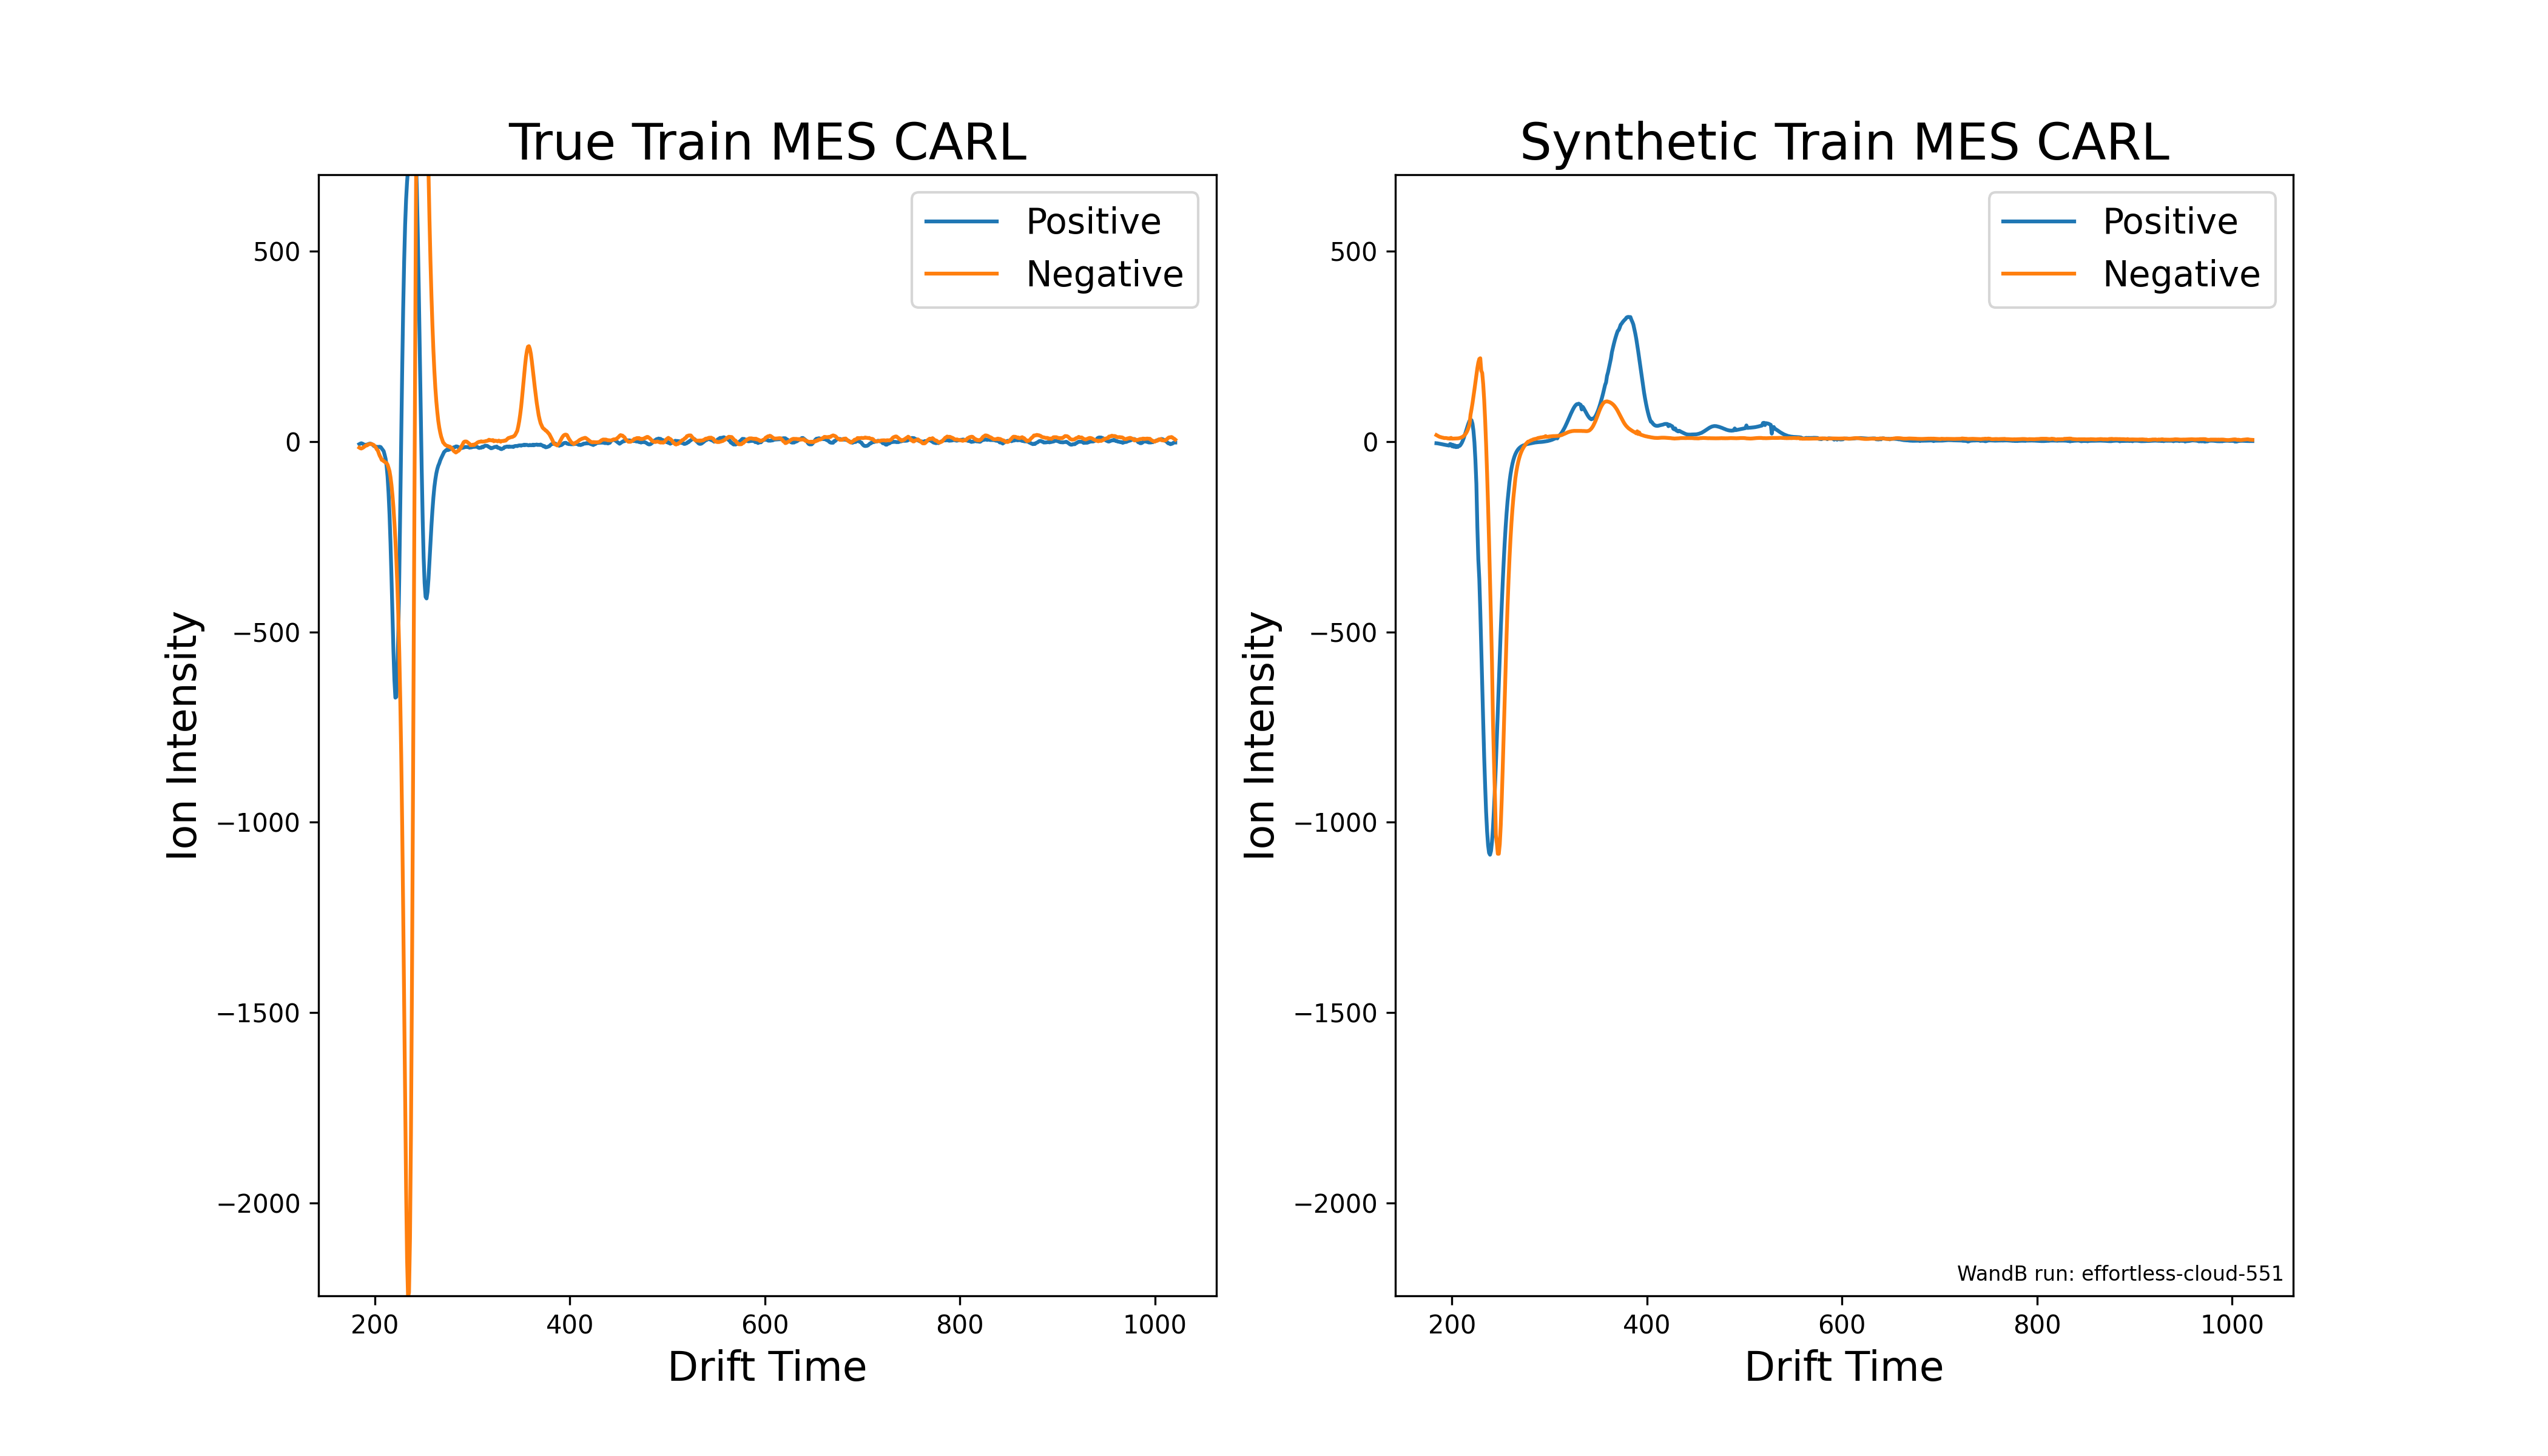 True Train MES CARL
Positive
Negative
500
0
−500
−1000
−1500
−2000
Ion Intensity
200 400 600 800 1000
Drift Time
Synthetic Train MES CARL
Positive
Negative
500
0
−500
−1000
−1500
−2000
Ion Intensity
WandB run: effortless-cloud-551
200 400 600 800 1000
Drift Time